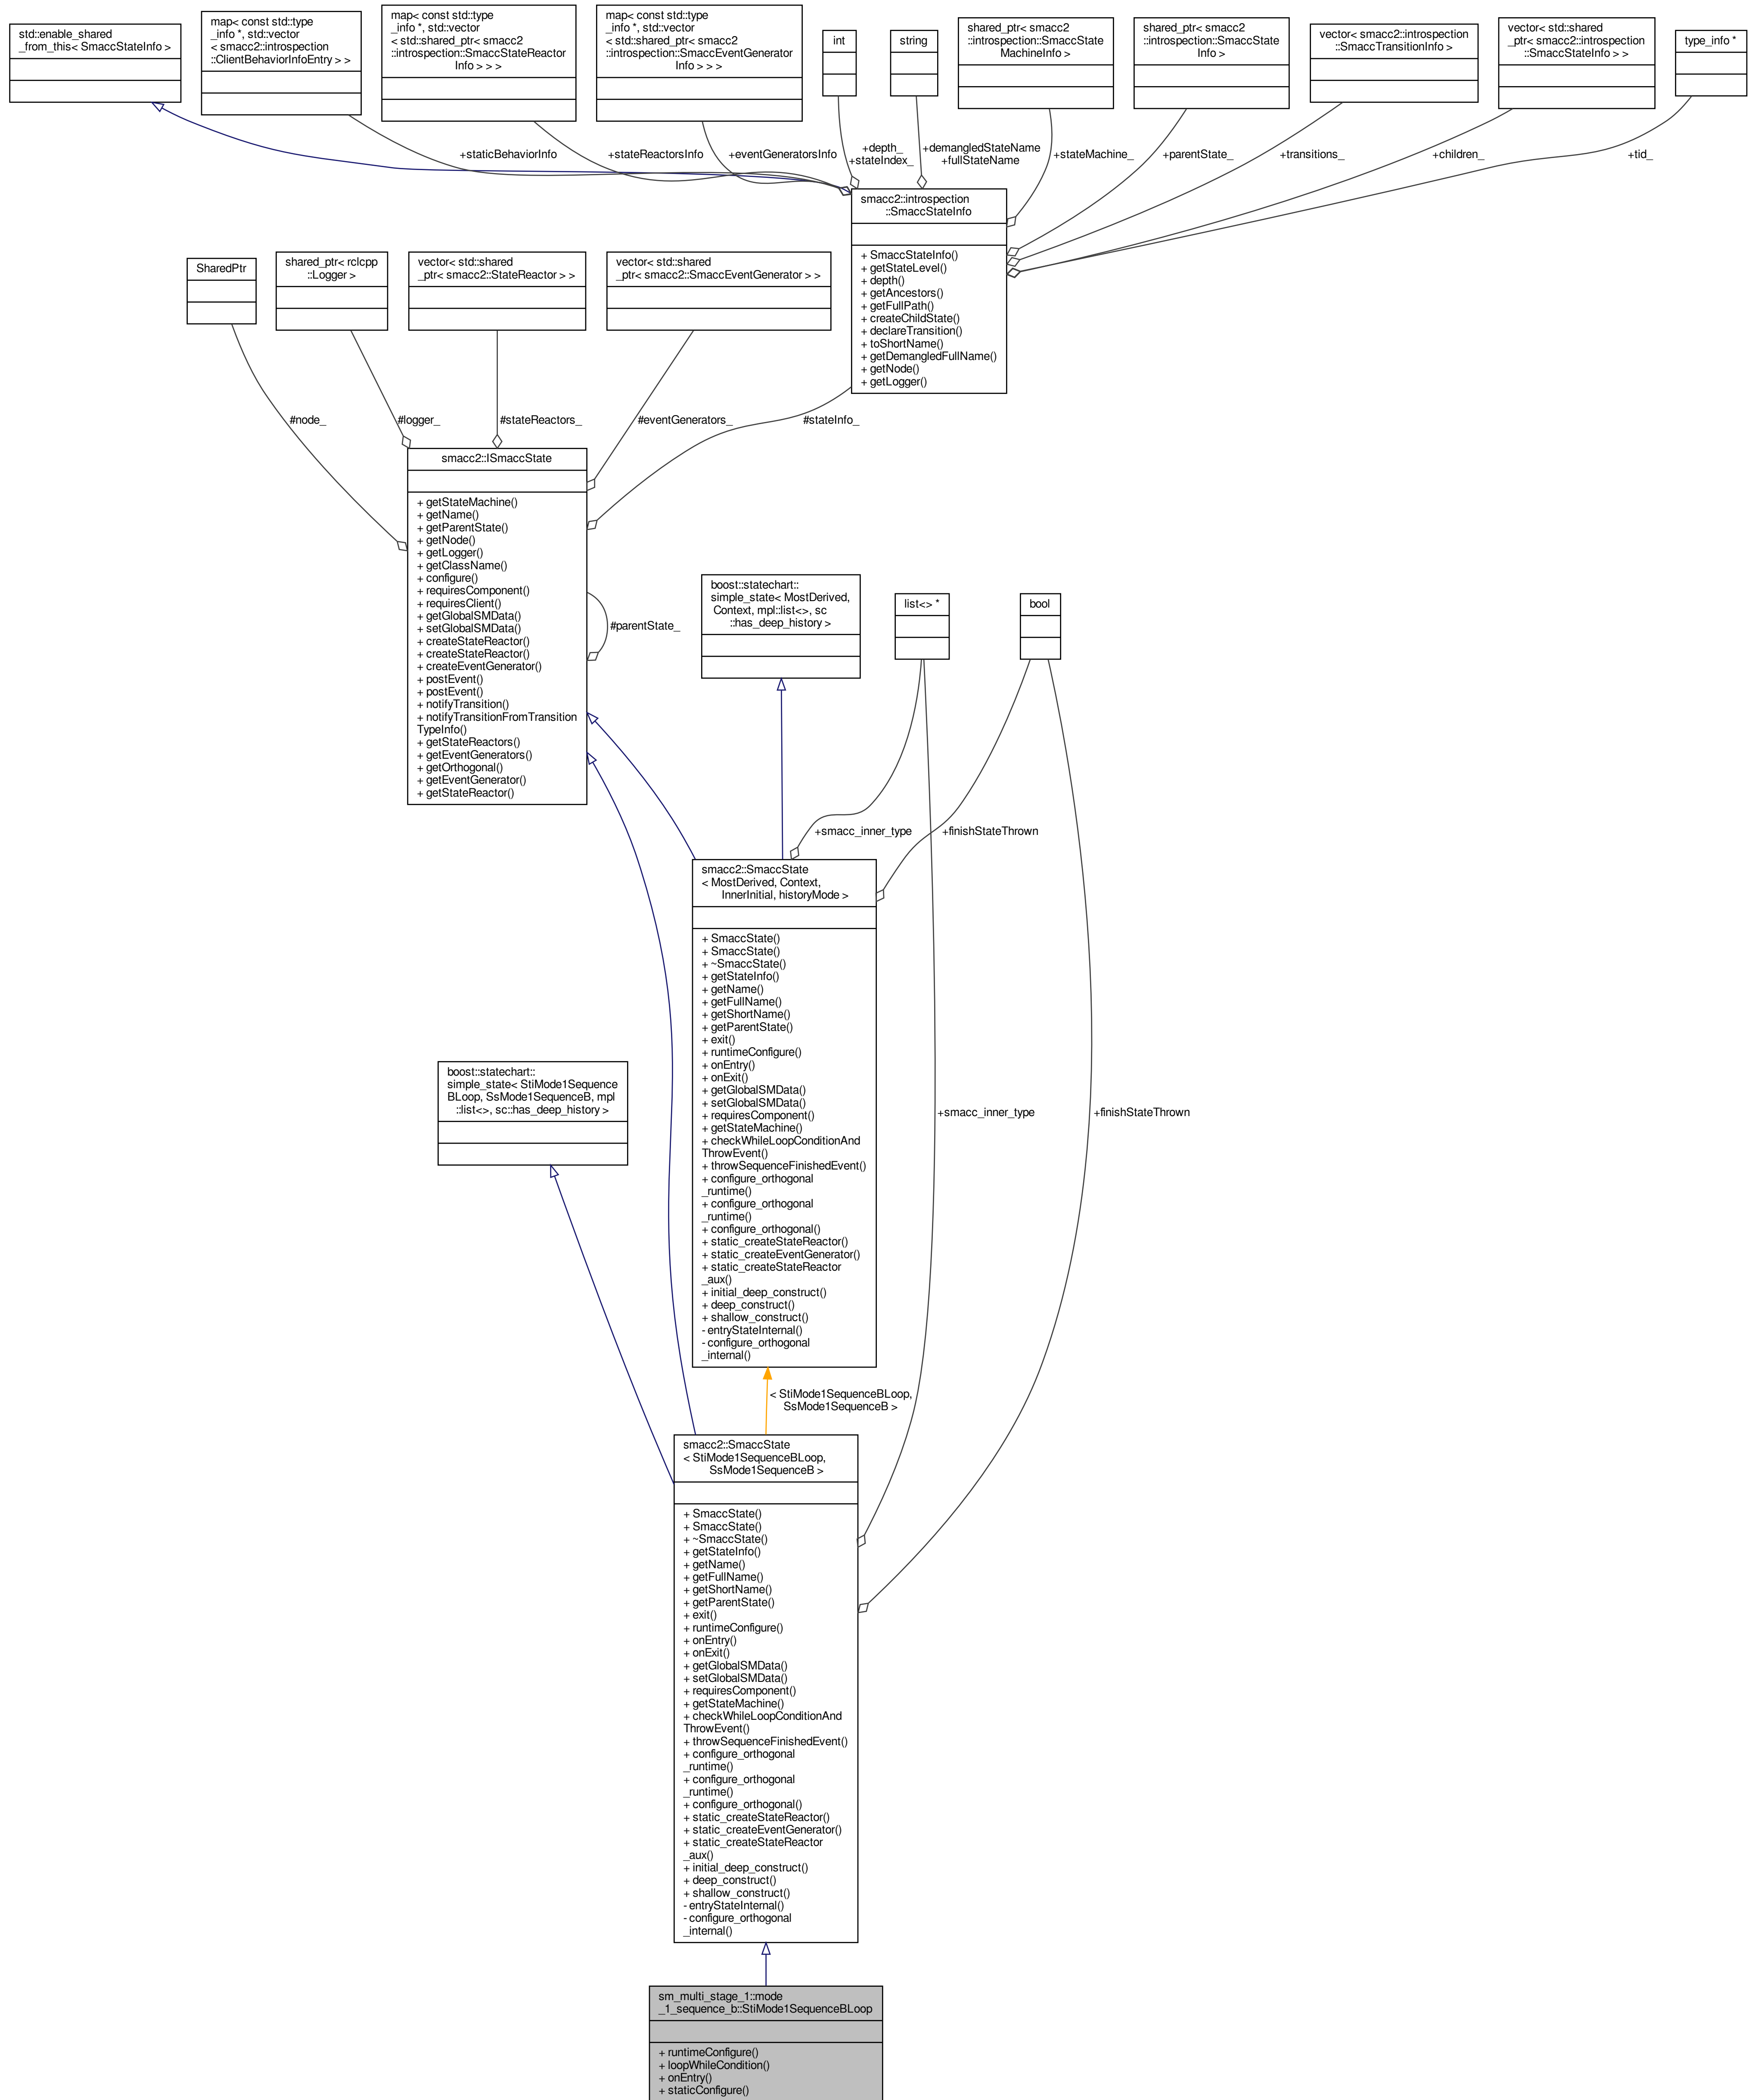 std::enable_shared
_from_this< SmaccStateInfo >
map< const std::type
_info *, std::vector
< smacc2::introspection
::ClientBehaviorInfoEntry > >
map< const std::type
_info *, std::vector
< std::shared_ptr< smacc2
::introspection::SmaccStateReactor
Info > > >
map< const std::type
_info *, std::vector
< std::shared_ptr< smacc2
::introspection::SmaccEventGenerator
Info > > >
int
string
shared_ptr< smacc2
::introspection::SmaccState
MachineInfo >
shared_ptr< smacc2
::introspection::SmaccState
Info >
vector< smacc2::introspection
::SmaccTransitionInfo >
vector< std::shared
_ptr< smacc2::introspection
::SmaccStateInfo > >
type_info *
+staticBehaviorInfo
+stateReactorsInfo
+eventGeneratorsInfo
+depth_
+stateIndex_
+demangledStateName
+fullStateName
+stateMachine_
+parentState_
+transitions_
+children_
+tid_
smacc2::introspection
::SmaccStateInfo
+ SmaccStateInfo()
+ getStateLevel()
+ depth()
+ getAncestors()
+ getFullPath()
+ createChildState()
+ declareTransition()
+ toShortName()
+ getDemangledFullName()
+ getNode()
+ getLogger()
SharedPtr
shared_ptr< rclcpp
::Logger >
vector< std::shared
_ptr< smacc2::StateReactor > >
vector< std::shared
_ptr< smacc2::SmaccEventGenerator > >
#node_
#logger_
#stateReactors_
#eventGenerators_
#stateInfo_
smacc2::ISmaccState
+ getStateMachine()
+ getName()
+ getParentState()
+ getNode()
+ getLogger()
+ getClassName()
+ configure()
+ requiresComponent()
+ requiresClient()
+ getGlobalSMData()
+ setGlobalSMData()
+ createStateReactor()
+ createStateReactor()
+ createEventGenerator()
+ postEvent()
+ postEvent()
+ notifyTransition()
+ notifyTransitionFromTransition
TypeInfo()
+ getStateReactors()
+ getEventGenerators()
+ getOrthogonal()
+ getEventGenerator()
+ getStateReactor()
#parentState_
boost::statechart::
simple_state< MostDerived,
Context, mpl::list<>, sc
::has_deep_history >
list<> *
bool
+smacc_inner_type
+finishStateThrown
smacc2::SmaccState
< MostDerived, Context,
InnerInitial, historyMode >
+ SmaccState()
+ SmaccState()
+ ~SmaccState()
+ getStateInfo()
+ getName()
+ getFullName()
+ getShortName()
+ getParentState()
+ exit()
+ runtimeConfigure()
+ onEntry()
+ onExit()
+ getGlobalSMData()
+ setGlobalSMData()
+ requiresComponent()
+ getStateMachine()
+ checkWhileLoopConditionAnd
ThrowEvent()
+ throwSequenceFinishedEvent()
+ configure_orthogonal
_runtime()
+ configure_orthogonal
_runtime()
+ configure_orthogonal()
+ static_createStateReactor()
+ static_createEventGenerator()
+ static_createStateReactor
_aux()
+ initial_deep_construct()
+ deep_construct()
+ shallow_construct()
- entryStateInternal()
- configure_orthogonal
_internal()
boost::statechart::
simple_state< StiMode1Sequence
BLoop, SsMode1SequenceB, mpl
::list<>, sc::has_deep_history >
+smacc_inner_type
+finishStateThrown
< StiMode1SequenceBLoop,
SsMode1SequenceB >
smacc2::SmaccState
< StiMode1SequenceBLoop,
SsMode1SequenceB >
+ SmaccState()
+ SmaccState()
+ ~SmaccState()
+ getStateInfo()
+ getName()
+ getFullName()
+ getShortName()
+ getParentState()
+ exit()
+ runtimeConfigure()
+ onEntry()
+ onExit()
+ getGlobalSMData()
+ setGlobalSMData()
+ requiresComponent()
+ getStateMachine()
+ checkWhileLoopConditionAnd
ThrowEvent()
+ throwSequenceFinishedEvent()
+ configure_orthogonal
_runtime()
+ configure_orthogonal
_runtime()
+ configure_orthogonal()
+ static_createStateReactor()
+ static_createEventGenerator()
+ static_createStateReactor
_aux()
+ initial_deep_construct()
+ deep_construct()
+ shallow_construct()
- entryStateInternal()
- configure_orthogonal
_internal()
sm_multi_stage_1::mode
_1_sequence_b::StiMode1SequenceBLoop
+ runtimeConfigure()
+ loopWhileCondition()
+ onEntry()
+ staticConfigure()